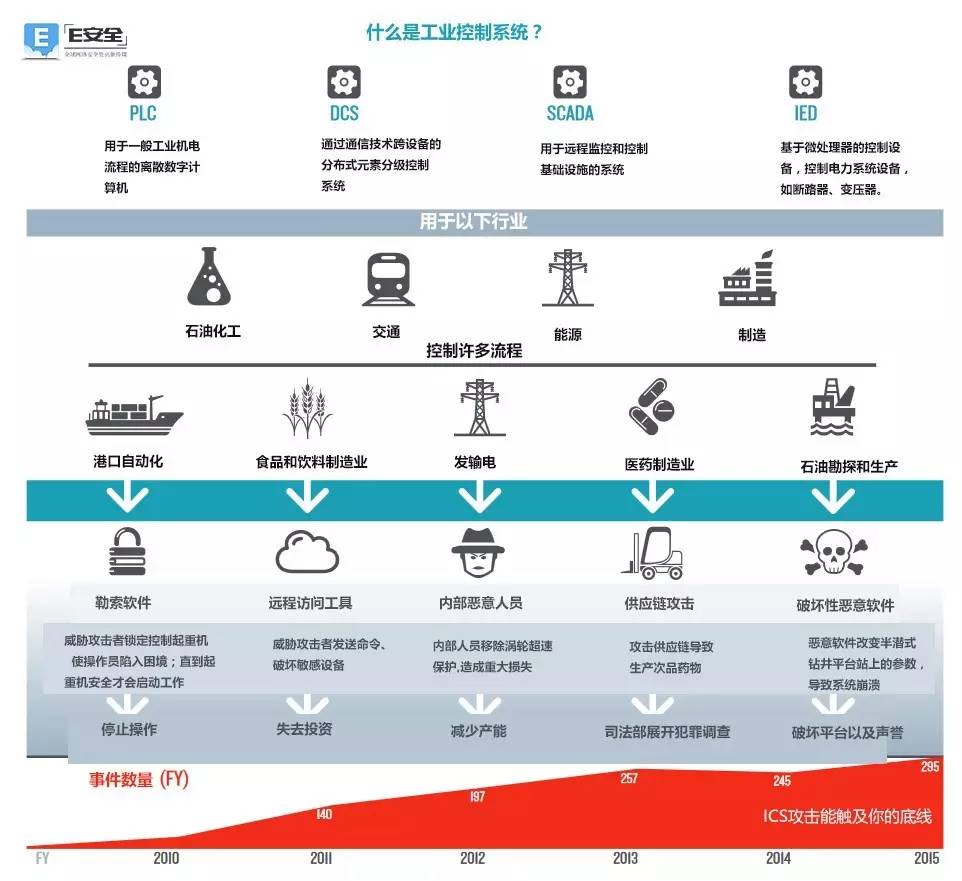 什么是工业控制系统？
E安全
PLC
DCS
SCADA
IED
用于一般工业机电
流程的离散数字计
算机
通过通信技术跨设备的
分布式元素分级控制
系统
用于远程监控和控制
基础设施的系统
基于微处理器的控制设
备，控制电力系统设备，
如断路器、变压器。
用于以下行业
石油化工
交通
能源
制造
控制许多流程
港口自动化
食品和饮料制造业
发输电
医药制造业
石油勘探和生产
勒索软件
远程访问工具
内部恶意人员
供应链攻击
破坏性恶意软件
威胁攻击者锁定控制起重机
使操作员陷入困境；直到起
重机安全才会启动工作
威胁攻击者发送命令、
破坏敏感设备
内部人员移除涡轮超速
保护,造成重大损失
攻击供应链导致
生产次品药物
恶意软件改变半潜式
钻井平台站上的参数，
导致系统崩溃
停止操作
失去投资
减少产能
司法部展开犯罪调查
破坏平台以及声誉
事件数量 (FY)
140
197
257
245
295
ICS攻击能触及你的底线
FY
2010
2011
2012
2013
2014
2015